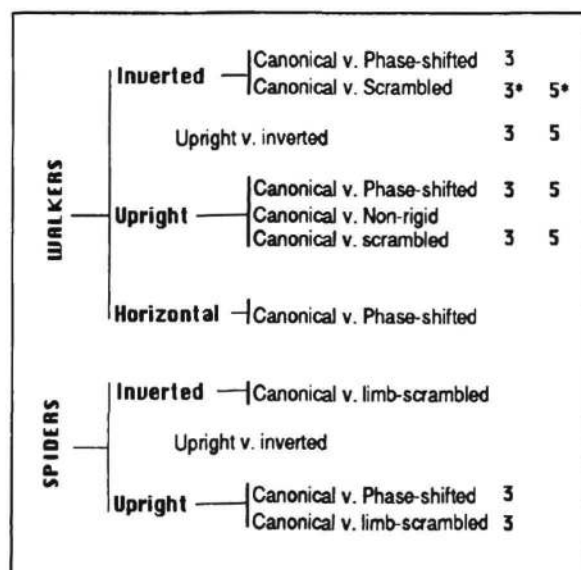 Canonical v. Phase-shifted 3
Inverted
Canonical v. Scrambled 3* 5*
Upright v. inverted 3 5
WALKERS
Canonical v. Phase-shifted 3 5
Upright
Canonical v. Non-rigid
Canonical v. scrambled 3 5
Horizontal
Canonical v. Phase-shifted
SPIDERS
Inverted
Canonical v. limb-scrambled
Upright v. inverted
Canonical v. Phase-shifted 3
Upright
Canonical v. limb-scrambled 3